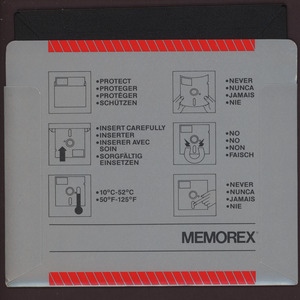 •PROTECT
•PROTEGER
•PROTÉGER
•SCHÜTZEN
•NEVER
•NUNCA
•JAMAIS
•NIE
•INSERT CAREFULLY
•INSERTER
•INSERER AVEC
SOIN
•SORGFÄLTIG
EINSETZEN
•NO
•NO
•NON
•FAISCH
•10°C-52°C
•50°F-125°F
•NEVER
•NUNCA
•JAMAIS
•NIE
MEMOREX